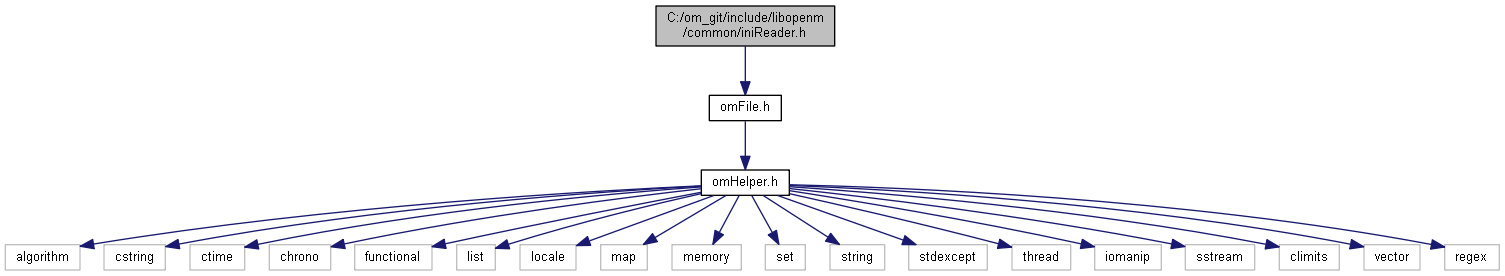 C:/om_git/include/libopenm
/common/iniReader.h
omFile.h
omHelper.h
algorithm
cstring
ctime
chrono
functional
list
locale
map
memory
set
string
stdexcept
thread
iomanip
sstream
climits
vector
regex